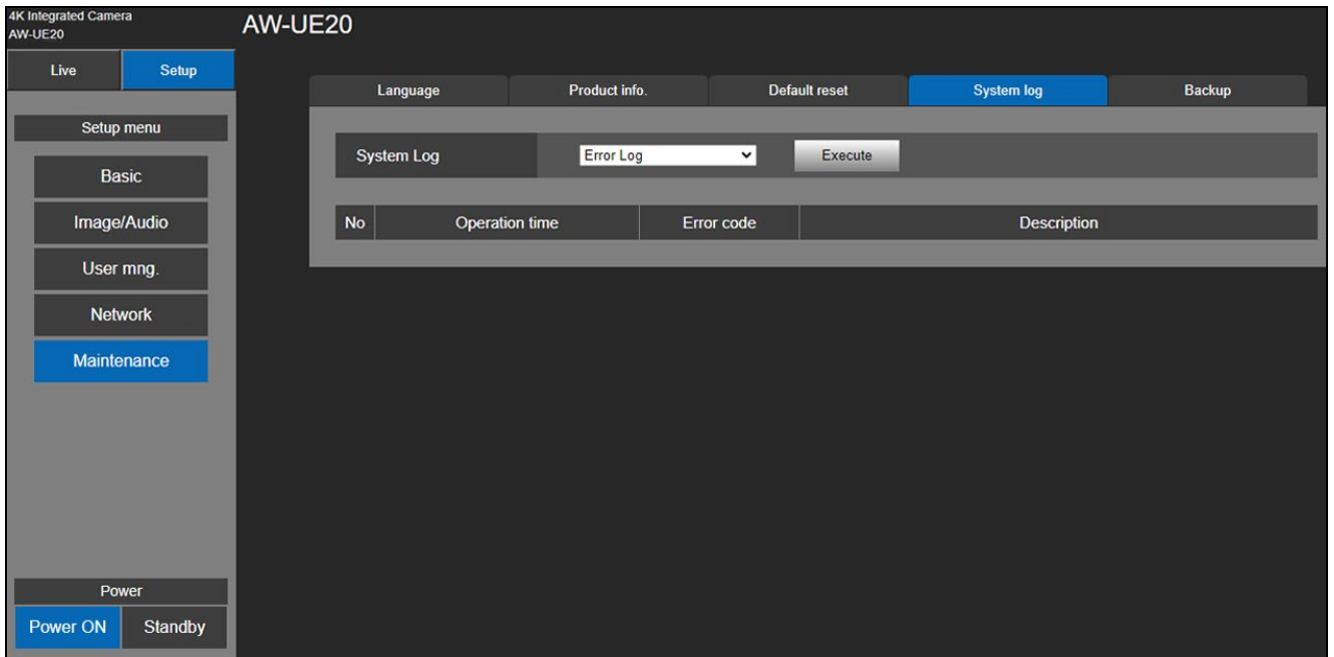 4K Integrated Camera
AW-UE20
AW-UE20
Live Setup
Setup menu
Basic
Image/Audio
User mng.
Network
Maintenance
Power
Power ON Standby
Language Product info. Default reset System log Backup
System Log Error Log Execute
No Operation time Error code Description